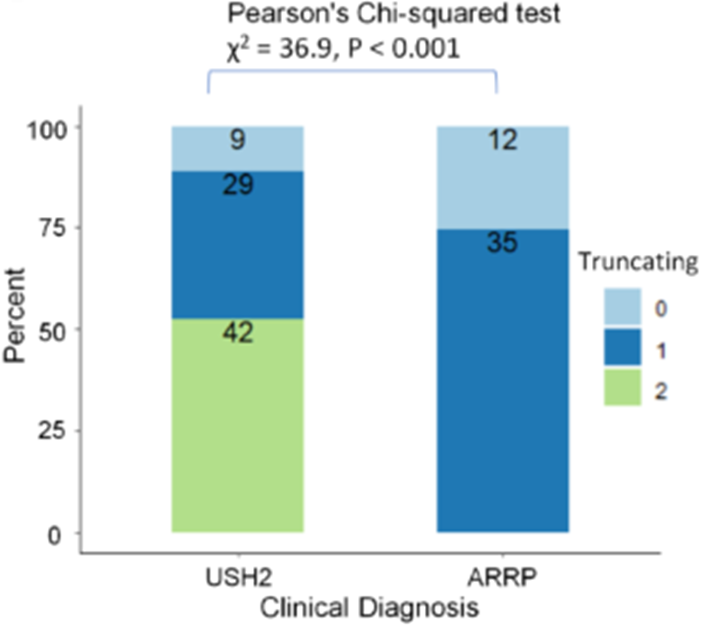 Pearson's Chi-squared test
χ² = 36.9, P < 0.001
100
75
50
25
0
Percent
9
29
42
12
35
USH2
ARRP
Clinical Diagnosis
Truncating
0
1
2